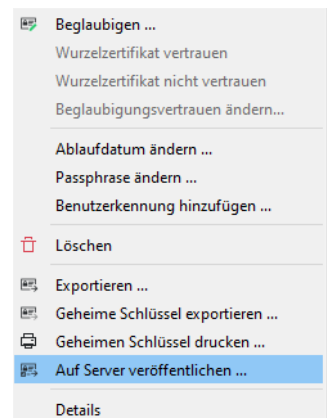 Beglaubigen ...
Wurzelzertifikat vertrauen
Wurzelzertifikat nicht vertrauen
Beglaubigungsvertrauen ändern...
Ablaufdatum ändern ...
Passphrase ändern ...
Benutzerkennung hinzufügen ...
Löschen
Exportieren ...
Geheime Schlüssel exportieren ...
Geheimen Schlüssel drucken ...
Auf Server veröffentlichen ...
Details